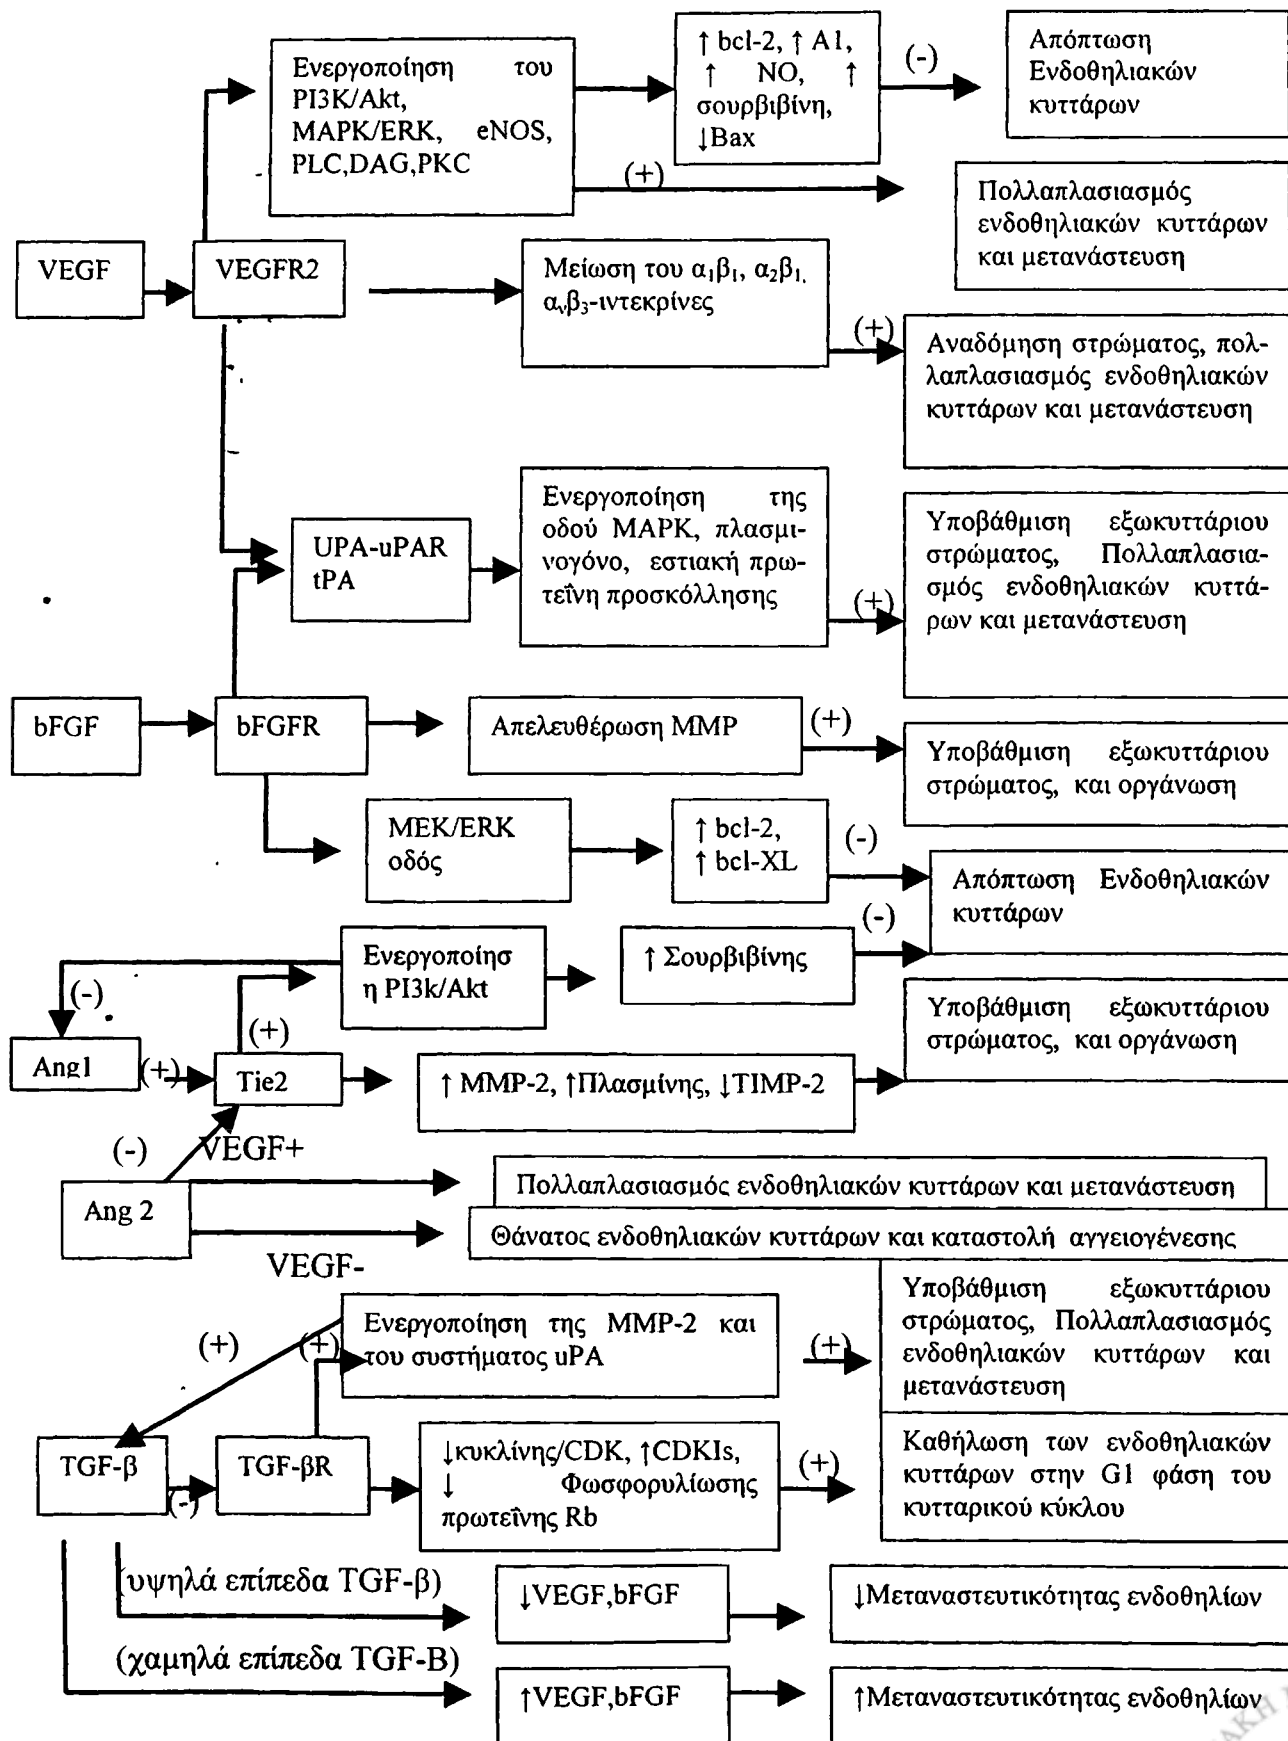 Ενεργοποίηση του
PI3K/Akt,
MAPK/ERK, eNOS,
PLC,DAG,PKC
↑ bcl-2, ↑ A1,
↑ NO, ↑
σουρβιβίνη,
↓Bax
(-)
Απόπτωση
Ενδοθηλιακών
κυττάρων
(+)
Πολλαπλασιασμός
ενδοθηλιακών κυττάρων
και μετανάστευση
VEGF
VEGFR2
Μείωση του α₁β₁, α₂β₁,
αᵥβ₃-ιντεκρίνες
(+)
Αναδόμηση στρώματος, πολ-
λαπλασιασμός ενδοθηλιακών
κυττάρων και μετανάστευση
UPA-uPAR
tPA
Ενεργοποίηση της
οδού MAPK, πλασμι-
νογόνο, εστιακή πρω-
τεΐνη προσκόλλησης
(+)
Υποβάθμιση εξωκυττάριου
στρώματος, Πολλαπλασια-
σμός ενδοθηλιακών κυττά-
ρων και μετανάστευση
bFGF
bFGFR
Απελευθέρωση MMP
(+)
Υποβάθμιση εξωκυττάριου
στρώματος, και οργάνωση
MEK/ERK
οδός
↑ bcl-2,
↑ bcl-XL
(-)
Απόπτωση Ενδοθηλιακών
κυττάρων
(-)
Ενεργοποίησ
η PI3k/Akt
↑ Σουρβιβίνης
(-)
(+)
Ang1
(+)
Tie2
↑ MMP-2, ↑Πλασμίνης, ↓TIMP-2
Υποβάθμιση εξωκυττάριου
στρώματος, και οργάνωση
(-)
VEGF+
Ang 2
Πολλαπλασιασμός ενδοθηλιακών κυττάρων και μετανάστευση
Θάνατος ενδοθηλιακών κυττάρων και καταστολή αγγειογένεσης
VEGF-
(+)
(+)
Ενεργοποίηση της MMP-2 και
του συστήματος uPA
(+)
Υποβάθμιση εξωκυττάριου
στρώματος, Πολλαπλασιασμός
ενδοθηλιακών κυττάρων και
μετανάστευση
TGF-β
(-)
TGF-βR
↓κυκλίνης/CDK, ↑CDKIs,
↓ Φωσφορυλίωσης
πρωτεΐνης Rb
(+)
Καθήλωση των ενδοθηλιακών
κυττάρων στην G1 φάση του
κυτταρικού κύκλου
(υψηλά επίπεδα TGF-β)
↓VEGF,bFGF
↓Μεταναστευτικότητας ενδοθηλίων
(χαμηλά επίπεδα TGF-B)
↑VEGF,bFGF
↑Μεταναστευτικότητας ενδοθηλίων